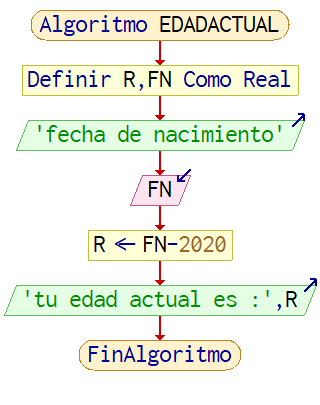 Algoritmo EDADACTUAL
Definir R,FN Como Real
'fecha de nacimiento'
FN
R ← FN-2020
'tu edad actual es :',R
FinAlgoritmo